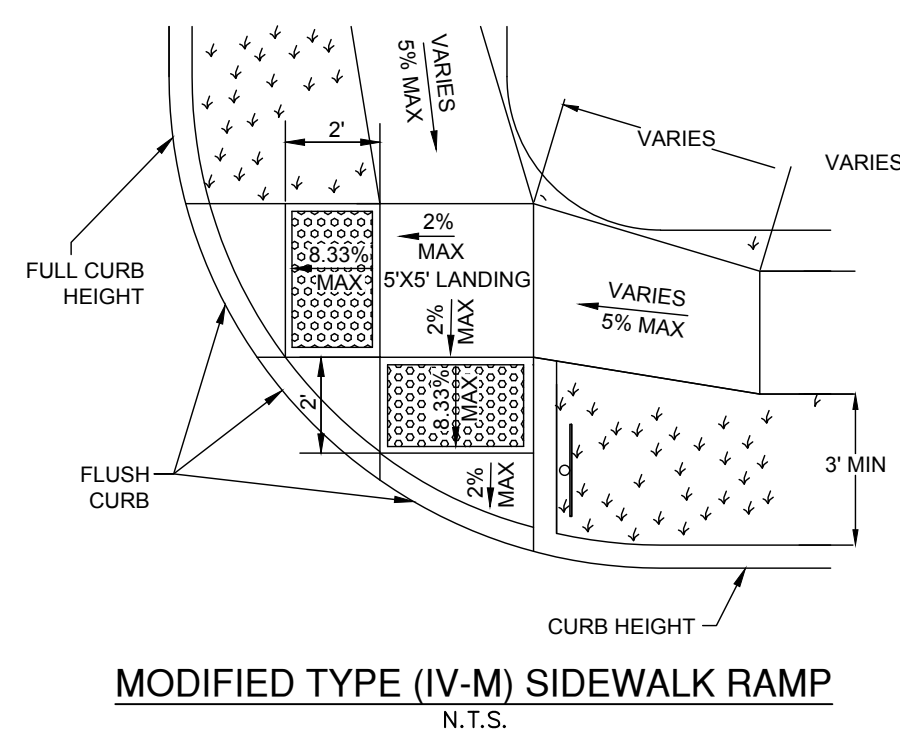 VARIES
5% MAX
2'
VARIES
VARIES
FULL CURB
HEIGHT
8.33%
MAX
2%
MAX
5'X5' LANDING
2%
MAX
VARIES
5% MAX
2'
8.33%
MAX
FLUSH
CURB
2%
MAX
3' MIN
CURB HEIGHT
MODIFIED TYPE (IV-M) SIDEWALK RAMP
N.T.S.